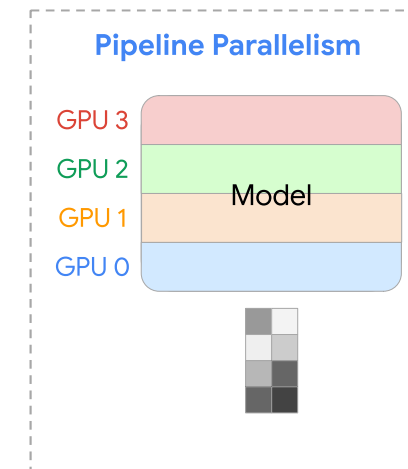 Pipeline Parallelism
GPU 3
GPU 2
Model
GPU 1
GPU 0